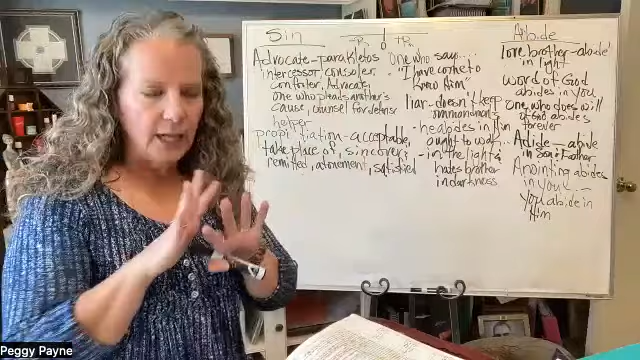 Sin
Advocate-parakletos
intercessor, consoler
comforter, Advocate
one who pleads another's
cause, counsel for defense
helper
propitiation-acceptable
take place of, sin cover
remitted, atonement, satisfied
0
One who say....
"I have come to
know Him"
liar-doesn't keep
commandments
-he abides in Him
ought to walk..
-in the light &
hates brother
in darkness
Abide
love brother-abide
in light
word of God
abides in you
one who does will
of God abides
forever
Abide-abide
in Son & Father
Anointing abides
in you....
You abide in
Him
Peggy Payne